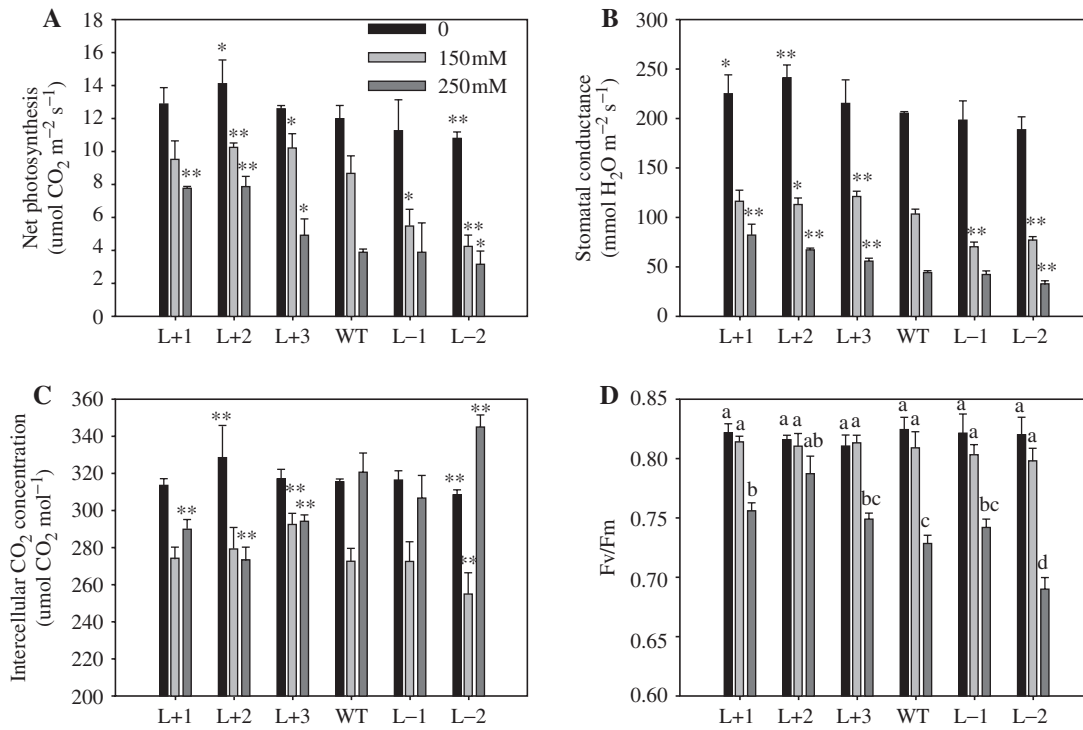 A
Net photosynthesis
(umol CO2 m−2 s−1)
18
16
14
12
10
8
6
4
2
0
0
150 mM
250 mM
*
**
**
**
*
*
*
**
**
*
L+1 L+2 L+3 WT L−1 L−2
B
Stomatal conductance
(mmol H2O m−2 s−1)
300
250
200
150
100
50
0
*
**
**
*
**
**
**
**
**
**
L+1 L+2 L+3 WT L−1 L−2
C
Intercellular CO2 concentration
(umol CO2 mol−1)
360
340
320
300
280
260
240
220
200
**
**
**
**
**
**
**
**
L+1 L+2 L+3 WT L−1 L−2
D
Fv/Fm
0.85
0.80
0.75
0.70
0.65
0.60
a a b
a a ab
a a bc
a a c
a a bc
a a d
L+1 L+2 L+3 WT L−1 L−2